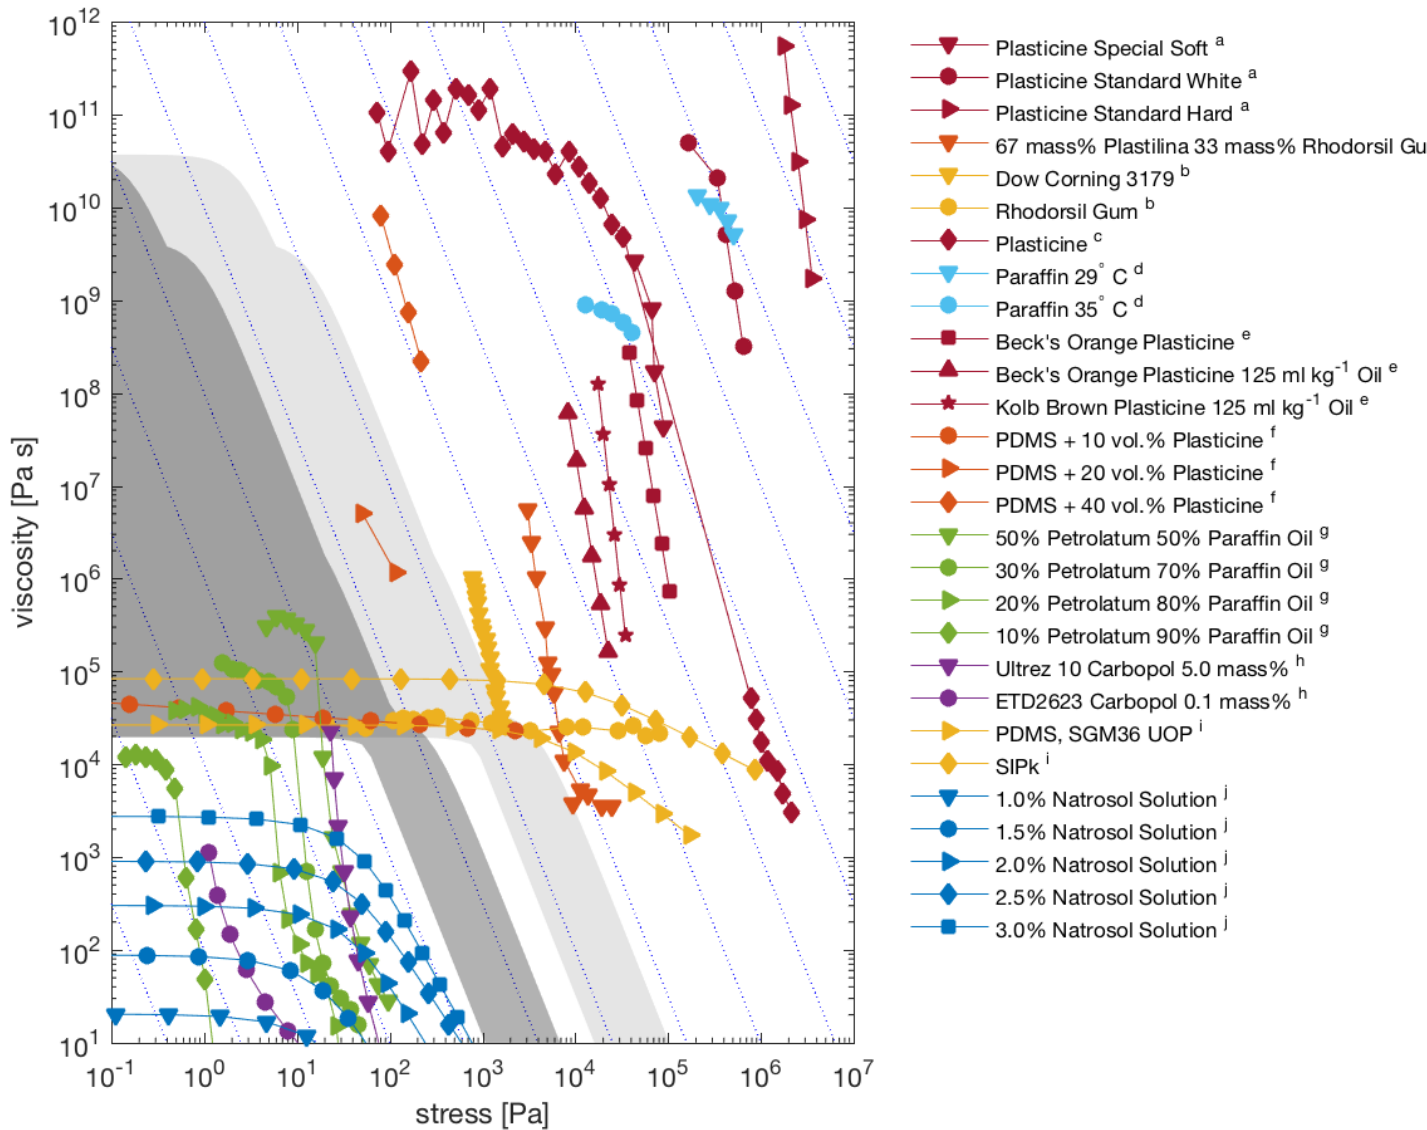 10^12
10^11
10^10
10^9
10^8
10^7
10^6
10^5
10^4
10^3
10^2
10^1
viscosity [Pa s]
10^-1 10^0 10^1 10^2 10^3 10^4 10^5 10^6 10^7
stress [Pa]
Plasticine Special Soft ^a
Plasticine Standard White ^a
Plasticine Standard Hard ^a
67 mass% Plastilina 33 mass% Rhodorsil Gu
Dow Corning 3179 ^b
Rhodorsil Gum ^b
Plasticine ^c
Paraffin 29° C ^d
Paraffin 35° C ^d
Beck's Orange Plasticine ^e
Beck's Orange Plasticine 125 ml kg^-1 Oil ^e
Kolb Brown Plasticine 125 ml kg^-1 Oil ^e
PDMS + 10 vol.% Plasticine ^f
PDMS + 20 vol.% Plasticine ^f
PDMS + 40 vol.% Plasticine ^f
50% Petrolatum 50% Paraffin Oil ^g
30% Petrolatum 70% Paraffin Oil ^g
20% Petrolatum 80% Paraffin Oil ^g
10% Petrolatum 90% Paraffin Oil ^g
Ultrez 10 Carbopol 5.0 mass% ^h
ETD2623 Carbopol 0.1 mass% ^h
PDMS, SGM36 UOP ^i
SIPk ^i
1.0% Natrosol Solution ^j
1.5% Natrosol Solution ^j
2.0% Natrosol Solution ^j
2.5% Natrosol Solution ^j
3.0% Natrosol Solution ^j